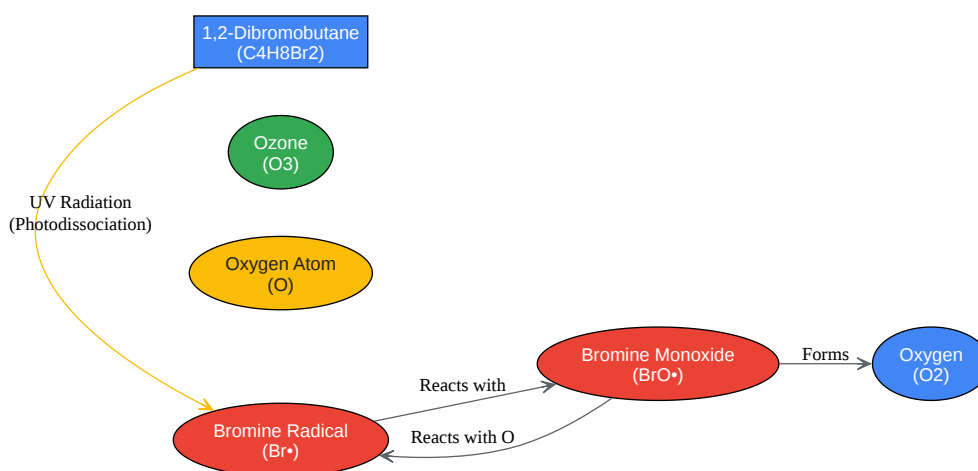 1,2-Dibromobutane
(C4H8Br2)
Ozone
(O3)
UV Radiation
(Photodissociation)
Oxygen Atom
(O)
Bromine Monoxide
(BrO•)
Forms
Oxygen
(O2)
Reacts with
Bromine Radical
(Br•)
Reacts with O